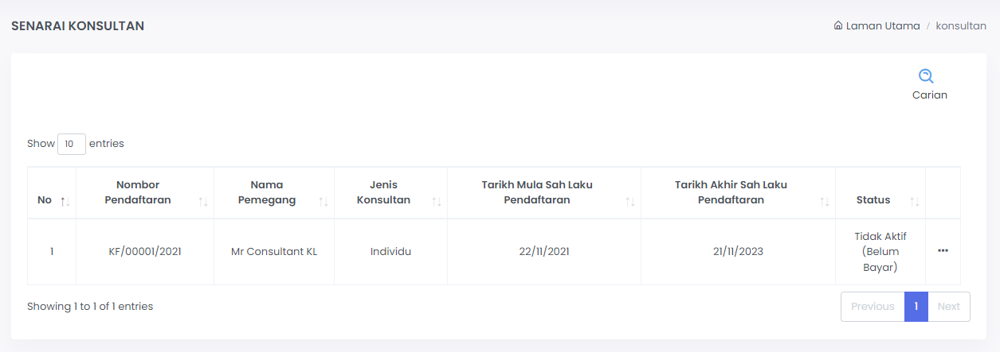 SENARAI KONSULTAN
Laman Utama / konsultan
Carian
Show 10 entries
No
Nombor
Pendaftaran
Nama
Pemegang
Jenis
Konsultan
Tarikh Mula Sah Laku
Pendaftaran
Tarikh Akhir Sah Laku
Pendaftaran
Status
1
KF/00001/2021
Mr Consultant KL
Individu
22/11/2021
21/11/2023
Tidak Aktif
(Belum
Bayar)
Showing 1 to 1 of 1 entries
Previous 1 Next